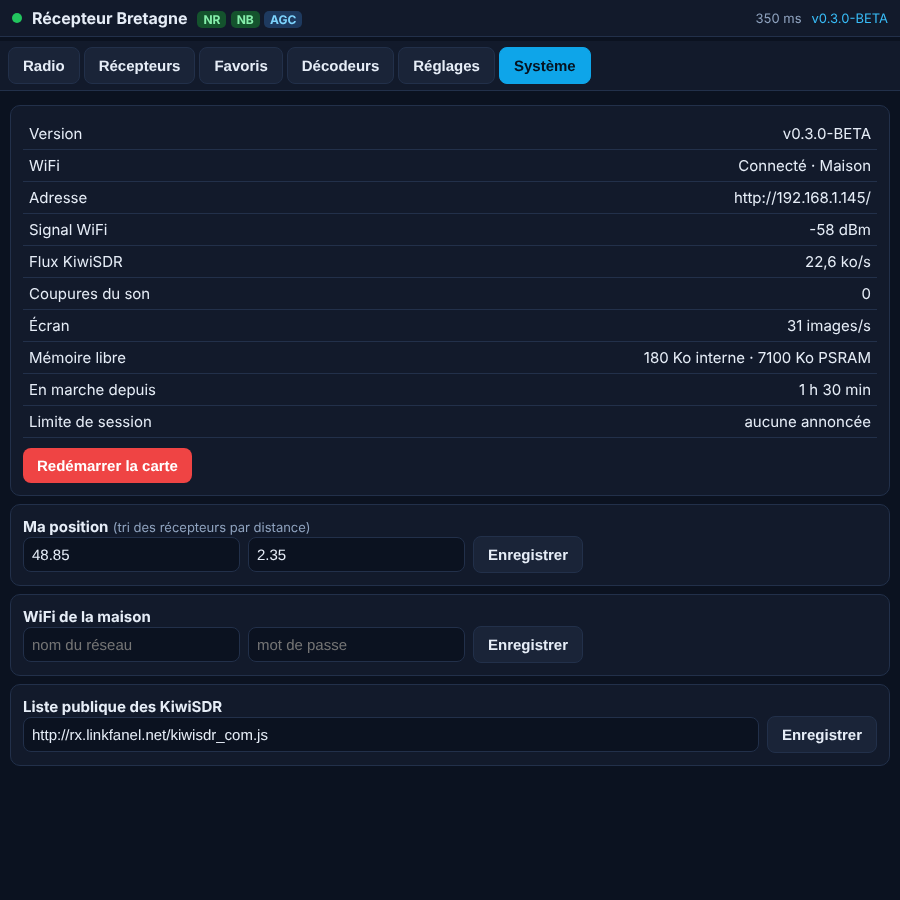 Récepteur Bretagne NR NB AGC 350 ms v0.3.0-BETA
Radio Récepteurs Favoris Décodeurs Réglages Système
Version v0.3.0-BETA
WiFi Connecté · Maison
Adresse http://192.168.1.145/
Signal WiFi -58 dBm
Flux KiwiSDR 22,6 ko/s
Coupures du son 0
Écran 31 images/s
Mémoire libre 180 Ko interne · 7100 Ko PSRAM
En marche depuis 1 h 30 min
Limite de session aucune annoncée
Redémarrer la carte
Ma position (tri des récepteurs par distance)
48.85 2.35 Enregistrer
WiFi de la maison
nom du réseau mot de passe Enregistrer
Liste publique des KiwiSDR
http://rx.linkfanel.net/kiwisdr_com.js Enregistrer